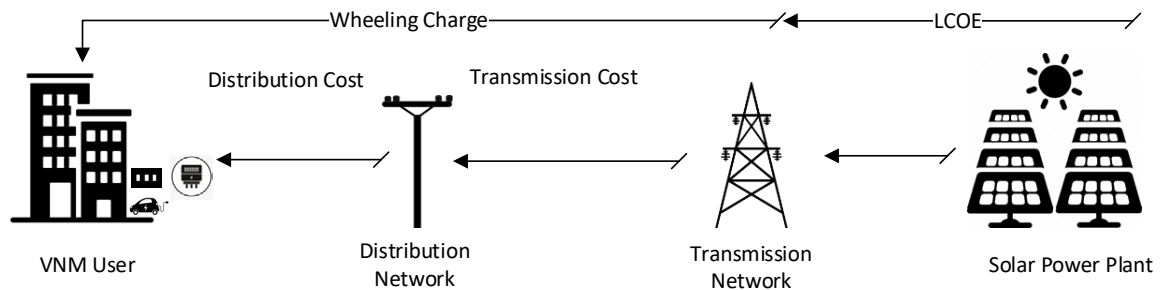 Wheeling Charge
LCOE
Distribution Cost
Transmission Cost
VNM User
Distribution
Network
Transmission
Network
Solar Power Plant